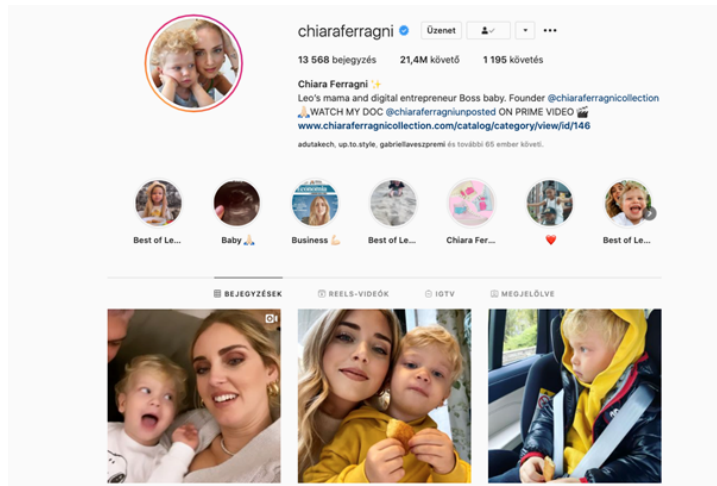 chiaraferragni Üzenet
13 568 bejegyzés 21,4M követő 1 195 követés
Chiara Ferragni ✨
Leo's mama and digital entrepreneur Boss baby. Founder @chiaraferragnicollection
🙏🏻WATCH MY DOC @chiaraferragniunposted ON PRIME VIDEO 🎬
www.chiaraferragnicollection.com/catalog/category/view/id/146
adutakech, up.to.style, gabriellaveszpremi és további 65 ember követi.
economia
Best of Le... Baby 🙏🏻 Business 💪🏻 Best of Le... Chiara Fer... ❤️ Best of Le...
BEJEGYZÉSEK REELS-VIDEÓK IGTV MEGJELÖLVE